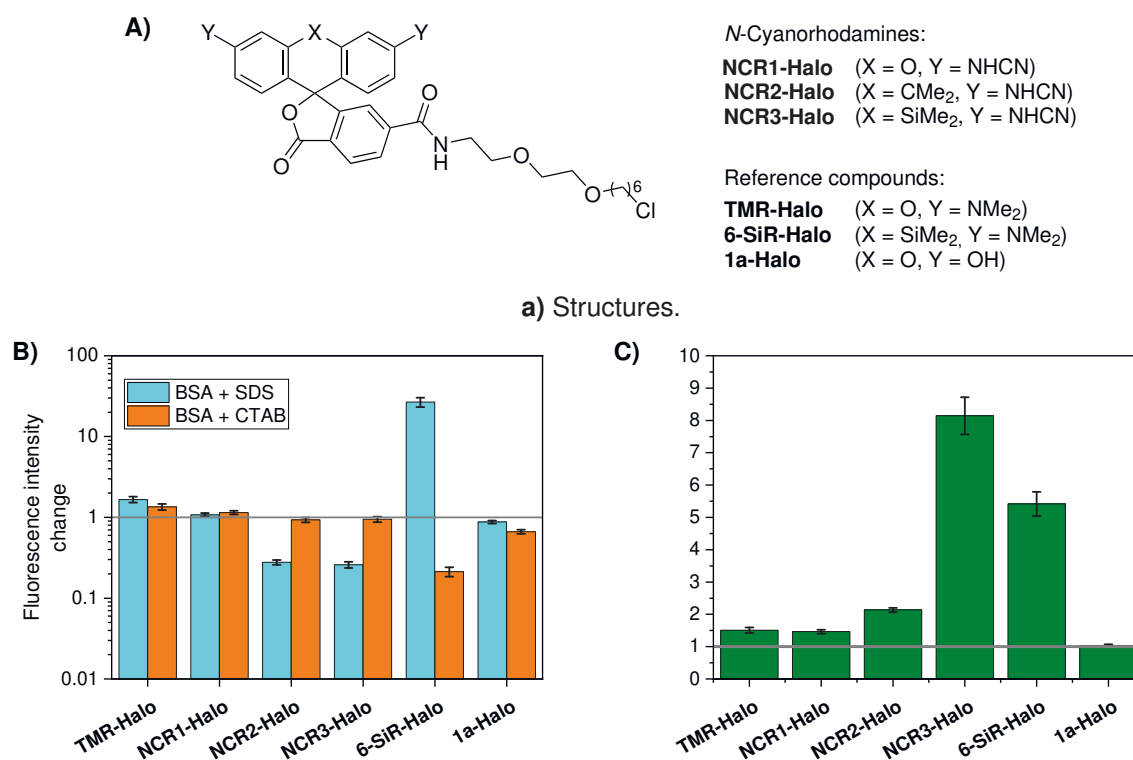 A)
Y
X
Y
O
O
O
N
H
O
O
6
Cl
N-Cyanorhodamines:
NCR1-Halo (X = O, Y = NHCN)
NCR2-Halo (X = CMe2, Y = NHCN)
NCR3-Halo (X = SiMe2, Y = NHCN)
Reference compounds:
TMR-Halo (X = O, Y = NMe2)
6-SiR-Halo (X = SiMe2, Y = NMe2)
1a-Halo (X = O, Y = OH)
a) Structures.
B)
Fluorescence intensity
change
100
10
1
0.1
0.01
BSA + SDS
BSA + CTAB
TMR-Halo
NCR1-Halo
NCR2-Halo
NCR3-Halo
6-SiR-Halo
1a-Halo
C)
10
9
8
7
6
5
4
3
2
1
0
TMR-Halo
NCR1-Halo
NCR2-Halo
NCR3-Halo
6-SiR-Halo
1a-Halo